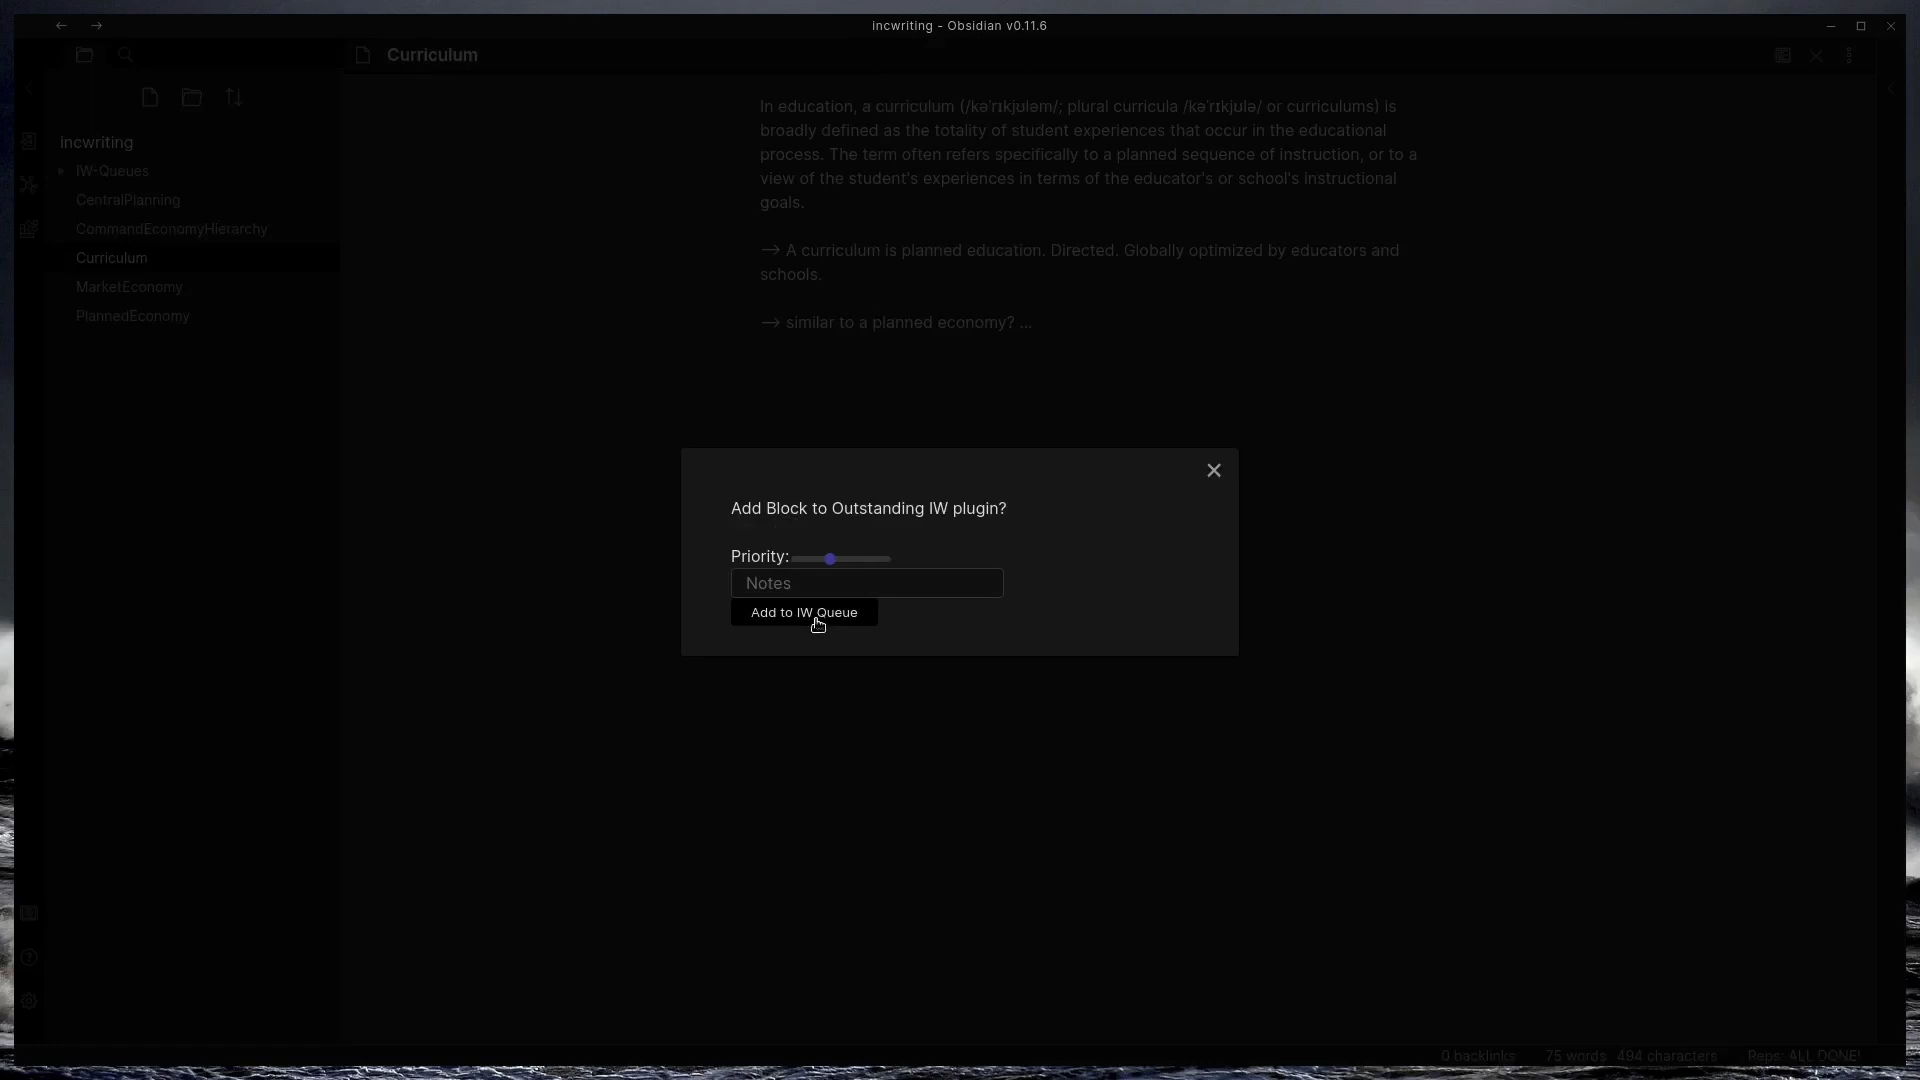 incwriting - Obsidian v0.11.6
Curriculum
incwriting
IW-Queues
CentralPlanning
CommandEconomyHierarchy
Curriculum
MarketEconomy
PlannedEconomy
In education, a curriculum (/kəˈrɪkjʊləm/; plural curricula /kəˈrɪkjʊlə/ or curriculums) is
broadly defined as the totality of student experiences that occur in the educational
process. The term often refers specifically to a planned sequence of instruction, or to a
view of the student's experiences in terms of the educator's or school's instructional
goals.
—> A curriculum is planned education. Directed. Globally optimized by educators and
schools.
—> similar to a planned economy? ...
Add Block to Outstanding IW plugin?
Priority:
Notes
Add to IW Queue
0 backlinks 75 words 494 characters Reps: ALL DONE!